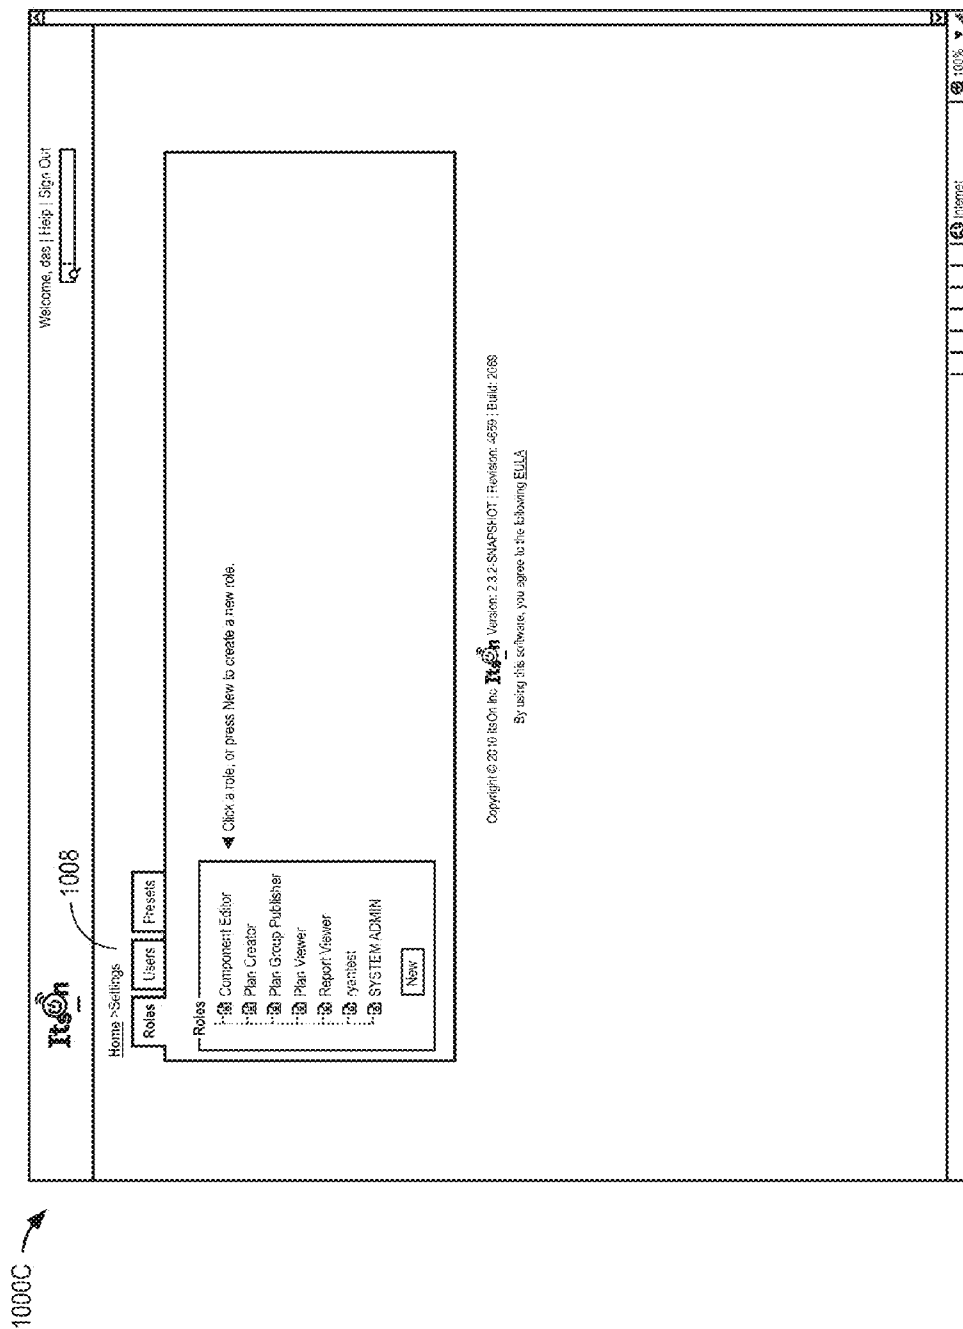 1000C
ItsOn
Welcome, das | Help | Sign Out
1008
Home >Settings
Roles
Users
Presets
Roles
Component Editor
Plan Creator
Plan Group Publisher
Plan Viewer
Report Viewer
ryantest
SYSTEM ADMIN
New
Click a role, or press New to create a new role.
Copyright © 2010 ItsOn Inc ItsOn Version: 2.3.2-SNAPSHOT | Revision: 4659 | Build: 2069
By using this software, you agree to the following EULA
Internet
100%